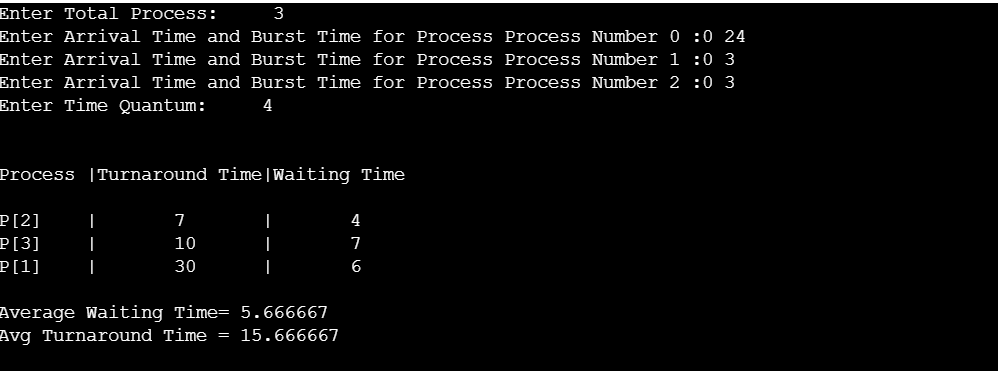 Enter Total Process:     3
Enter Arrival Time and Burst Time for Process Process Number 0 :0 24
Enter Arrival Time and Burst Time for Process Process Number 1 :0 3
Enter Arrival Time and Burst Time for Process Process Number 2 :0 3
Enter Time Quantum:     4
Process |Turnaround Time|Waiting Time
P[2]    |       7       |       4
P[3]    |       10      |       7
P[1]    |       30      |       6
Average Waiting Time= 5.666667
Avg Turnaround Time = 15.666667